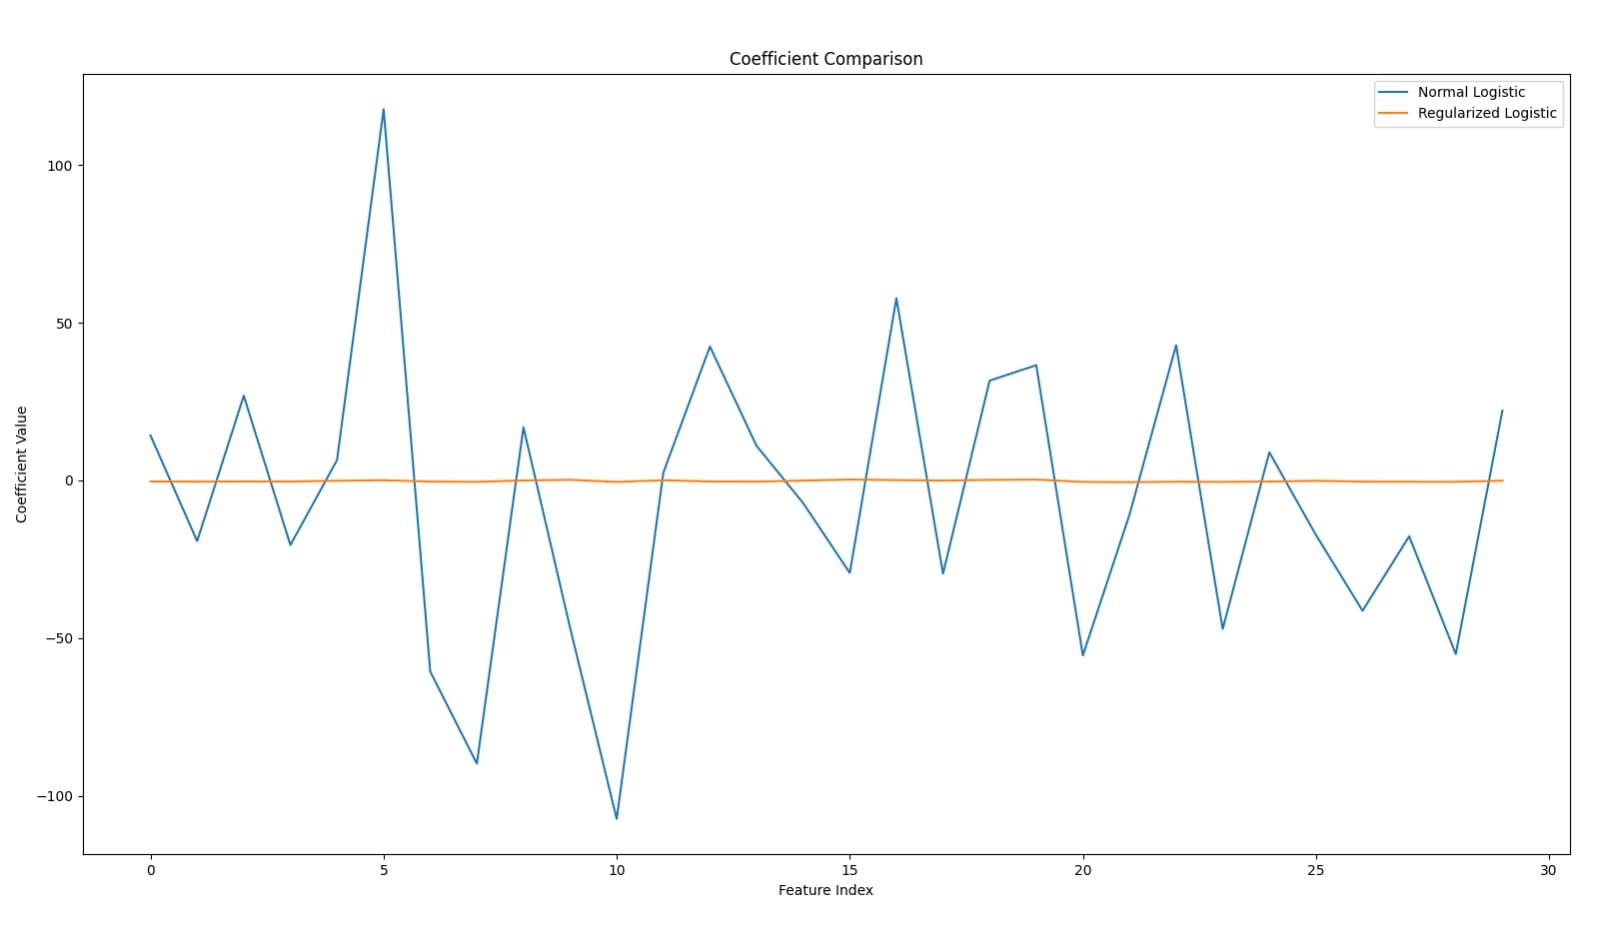 Coefficient Comparison
Normal Logistic
Regularized Logistic
100
50
0
−50
−100
Coefficient Value
0 5 10 15 20 25 30
Feature Index